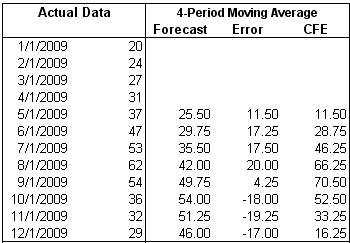 Actual Data 4-Period Moving Average
Forecast Error CFE
1/1/2009 20
2/1/2009 24
3/1/2009 27
4/1/2009 31
5/1/2009 37 25.50 11.50 11.50
6/1/2009 47 29.75 17.25 28.75
7/1/2009 53 35.50 17.50 46.25
8/1/2009 62 42.00 20.00 66.25
9/1/2009 54 49.75 4.25 70.50
10/1/2009 36 54.00 -18.00 52.50
11/1/2009 32 51.25 -19.25 33.25
12/1/2009 29 46.00 -17.00 16.25